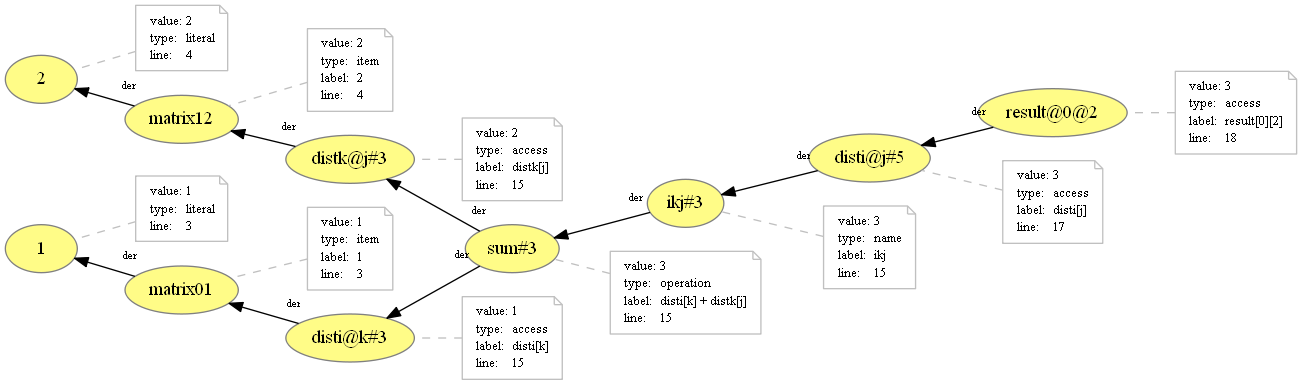 value: 2
type: literal
line: 4
2
der
matrix12
value: 2
type: item
label: 2
line: 4
der
distk@j#3
value: 2
type: access
label: distk[j]
line: 15
value: 1
type: literal
line: 3
1
der
matrix01
value: 1
type: item
label: 1
line: 3
der
disti@k#3
value: 1
type: access
label: disti[k]
line: 15
der
der
sum#3
value: 3
type: operation
label: disti[k] + distk[j]
line: 15
der
ikj#3
value: 3
type: name
label: ikj
line: 15
der
disti@j#5
value: 3
type: access
label: disti[j]
line: 17
der
result@0@2
value: 3
type: access
label: result[0][2]
line: 18